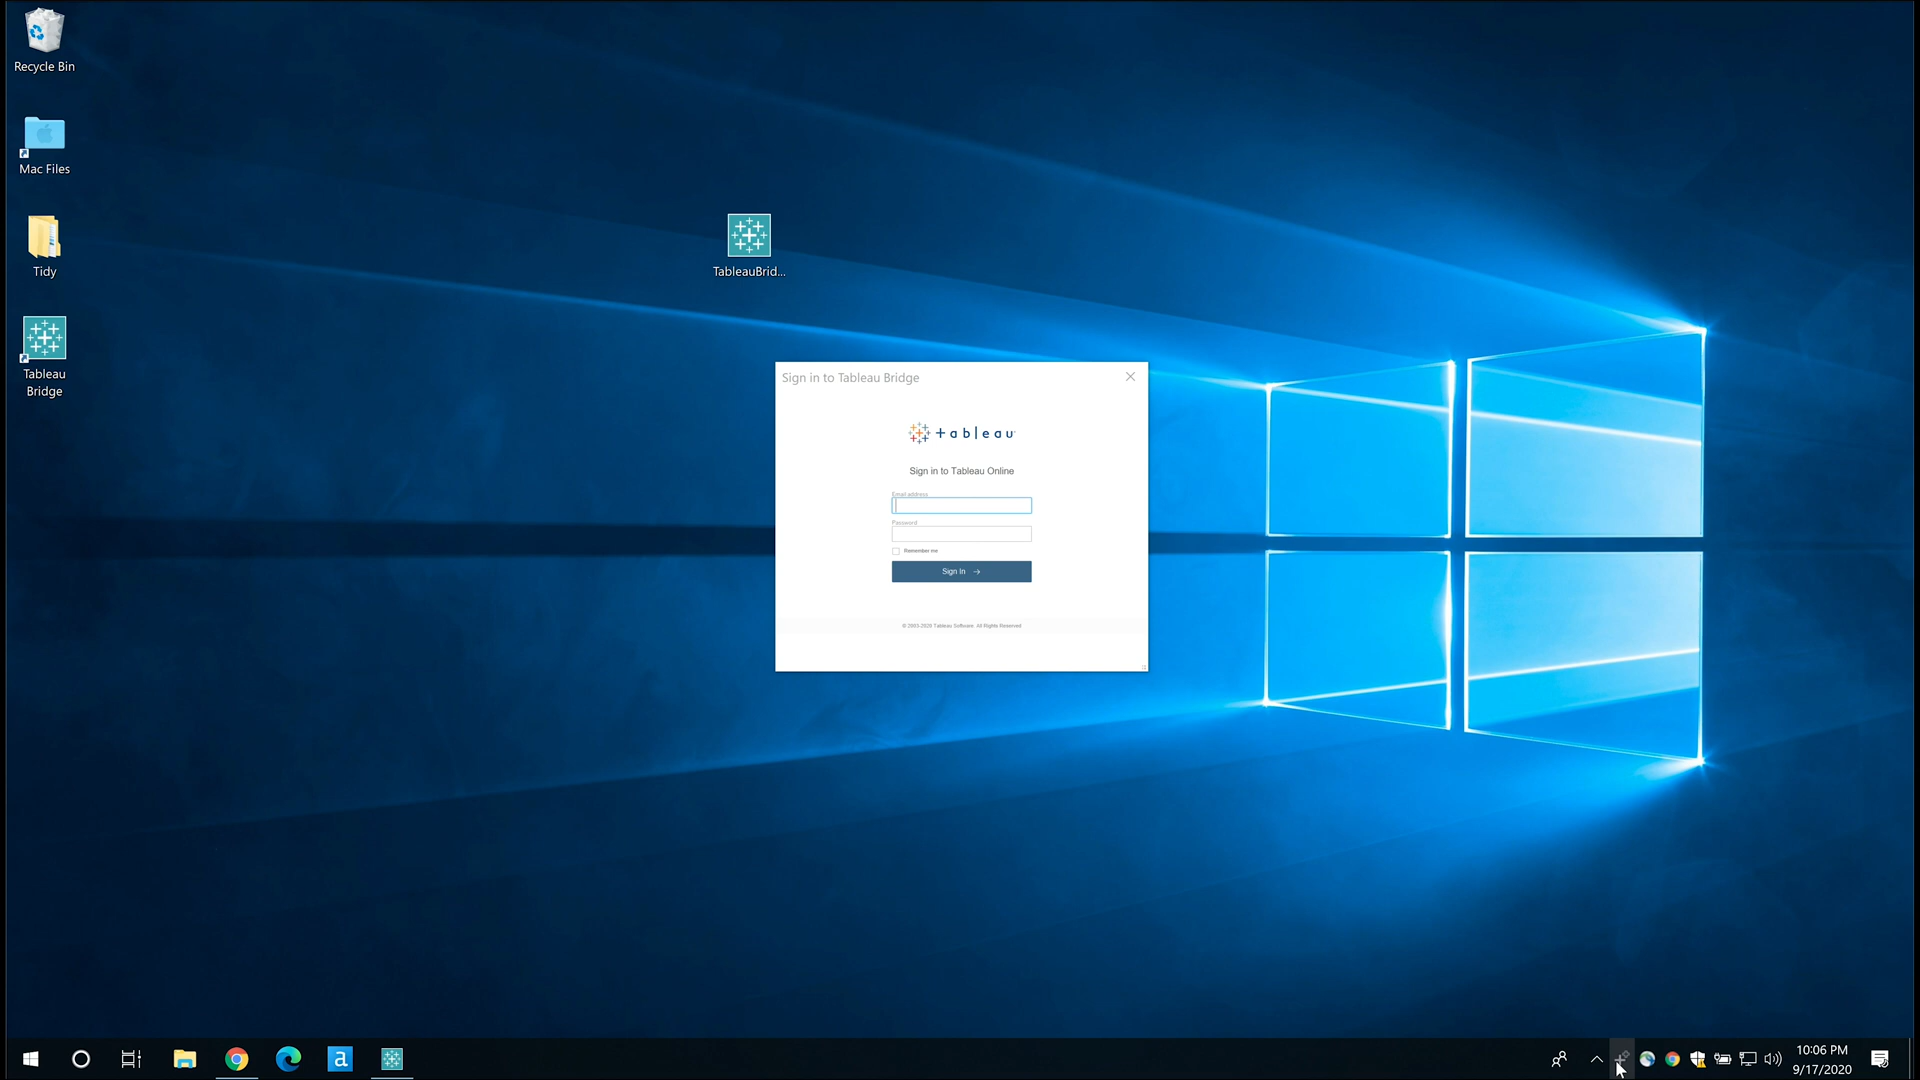 Recycle Bin
Mac Files
Tidy
Tableau
Bridge
TableauBrid...
Sign in to Tableau Bridge
+ableau
Sign in to Tableau Online
Email address
Password
Remember me
Sign In
© 2003-2020 Tableau Software. All Rights Reserved
a
10:06 PM
9/17/2020